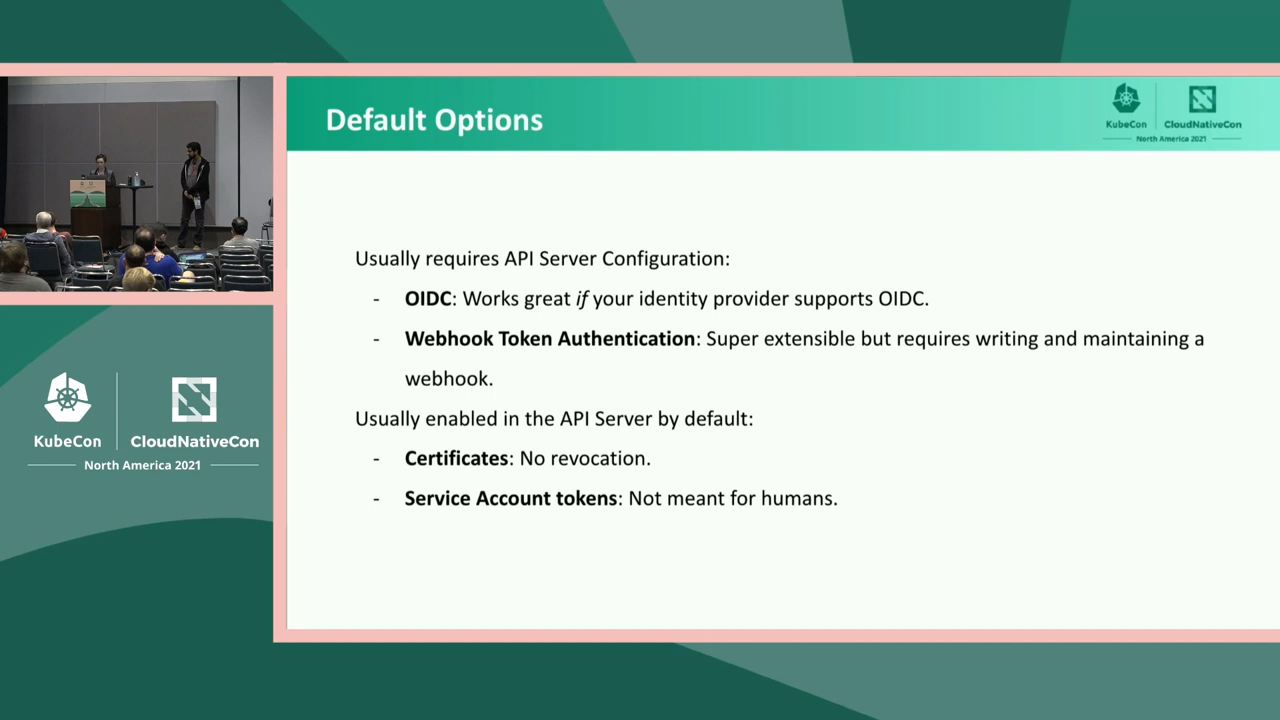 Default Options
KubeCon
CloudNativeCon
North America 2021
Usually requires API Server Configuration:
- OIDC: Works great if your identity provider supports OIDC.
- Webhook Token Authentication: Super extensible but requires writing and maintaining a
webhook.
Usually enabled in the API Server by default:
- Certificates: No revocation.
- Service Account tokens: Not meant for humans.
KubeCon
CloudNativeCon
North America 2021